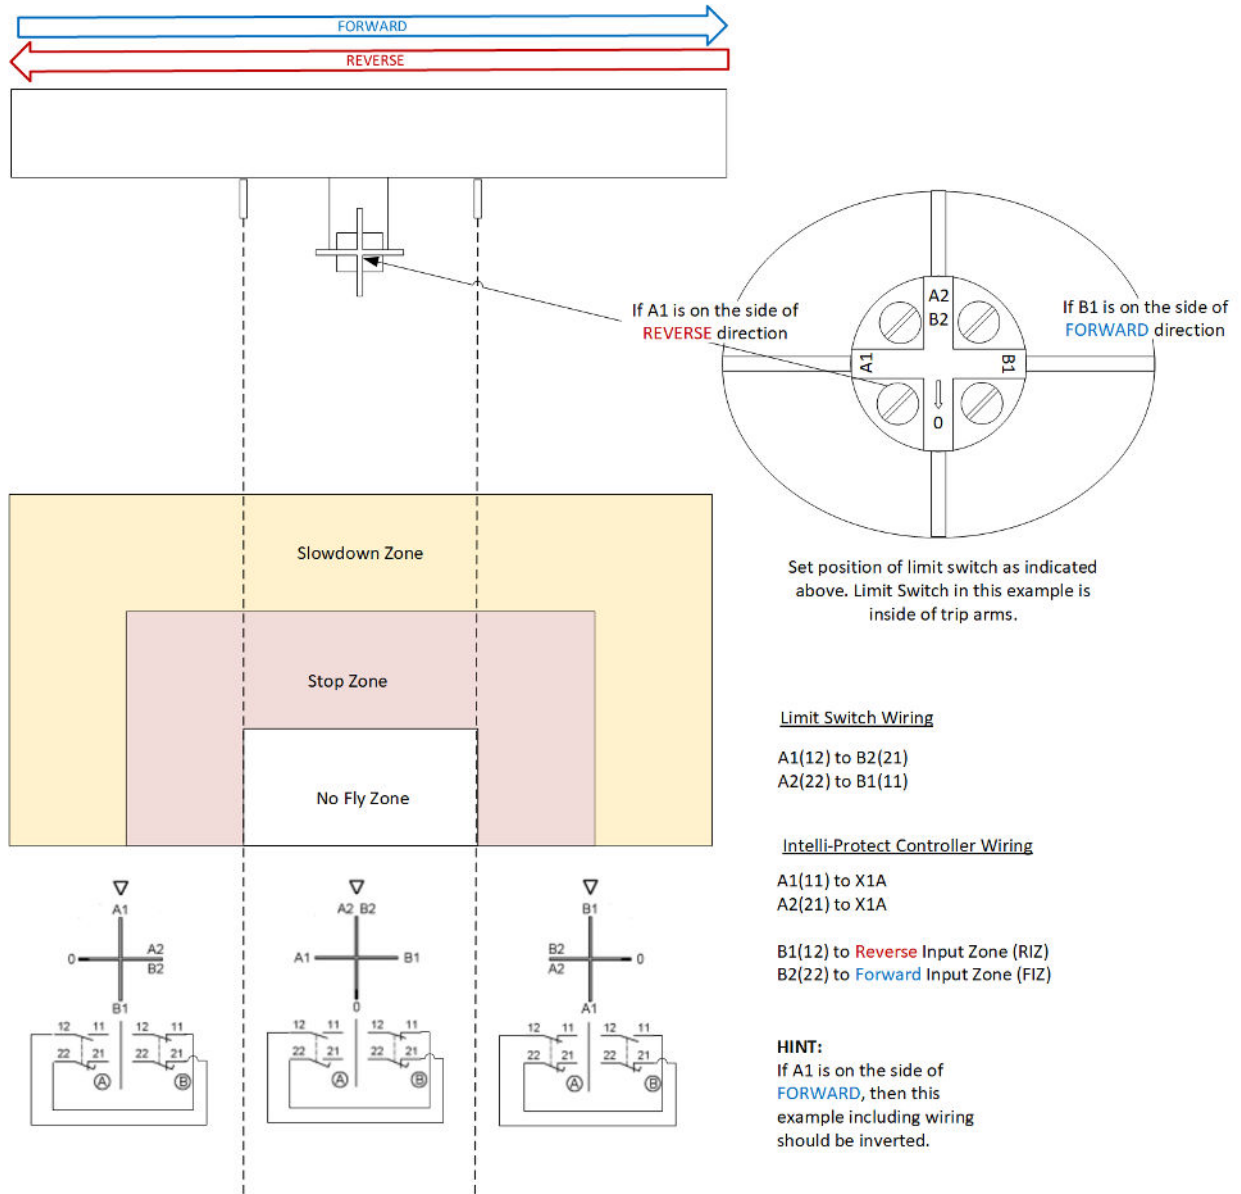 FORWARD
REVERSE
If A1 is on the side of
REVERSE direction
A2
B2
A1
B1
0
If B1 is on the side of
FORWARD direction
Set position of limit switch as indicated
above. Limit Switch in this example is
inside of trip arms.
Slowdown Zone
Stop Zone
No Fly Zone
Limit Switch Wiring
A1(12) to B2(21)
A2(22) to B1(11)
Intelli-Protect Controller Wiring
A1(11) to X1A
A2(21) to X1A
B1(12) to Reverse Input Zone (RIZ)
B2(22) to Forward Input Zone (FIZ)
HINT:
If A1 is on the side of
FORWARD, then this
example including wiring
should be inverted.
A1
0
A2
B2
B1
12 11 12 11
22 21 22 21
A B
A2 B2
A1 B1
0
12 11 12 11
22 21 22 21
A B
B1
B2
A2
0
A1
12 11 12 11
22 21 22 21
A B